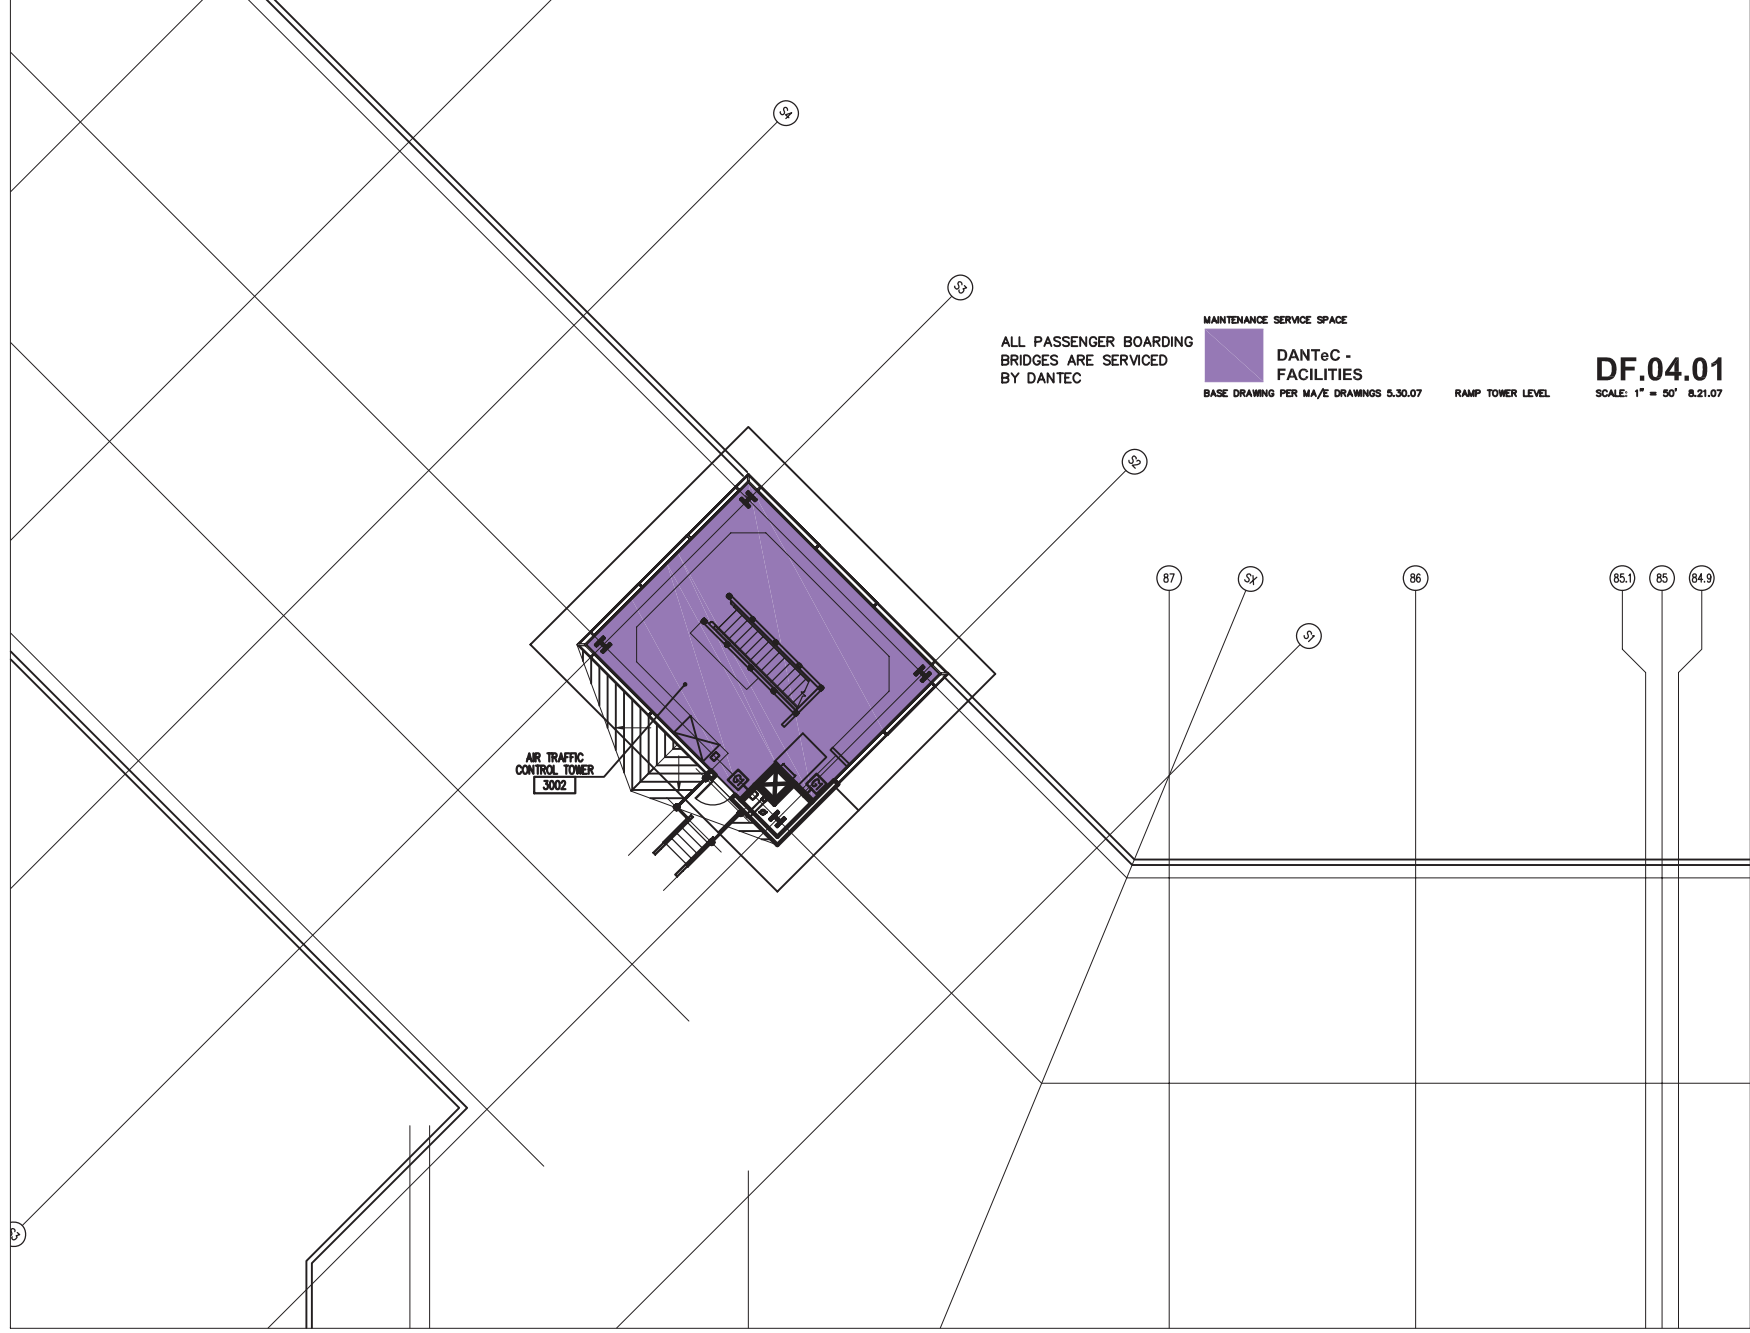 S4
S3
MAINTENANCE SERVICE SPACE
ALL PASSENGER BOARDING
BRIDGES ARE SERVICED
BY DANTEC
DANTeC -
FACILITIES
BASE DRAWING PER MA/E DRAWINGS 5.30.07
RAMP TOWER LEVEL
DF.04.01
SCALE: 1" = 50' 8.21.07
S2
87
SX
86
85.1
85
84.9
S1
AIR TRAFFIC
CONTROL TOWER
3002
S3